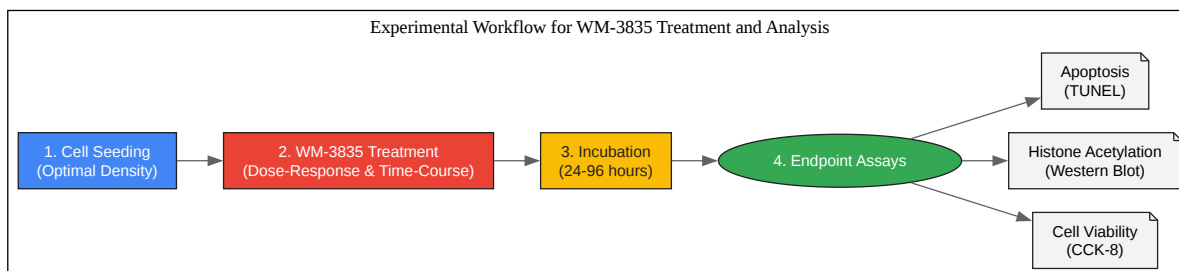 Experimental Workflow for WM-3835 Treatment and Analysis
1. Cell Seeding
(Optimal Density)
2. WM-3835 Treatment
(Dose-Response & Time-Course)
3. Incubation
(24-96 hours)
4. Endpoint Assays
Apoptosis
(TUNEL)
Histone Acetylation
(Western Blot)
Cell Viability
(CCK-8)